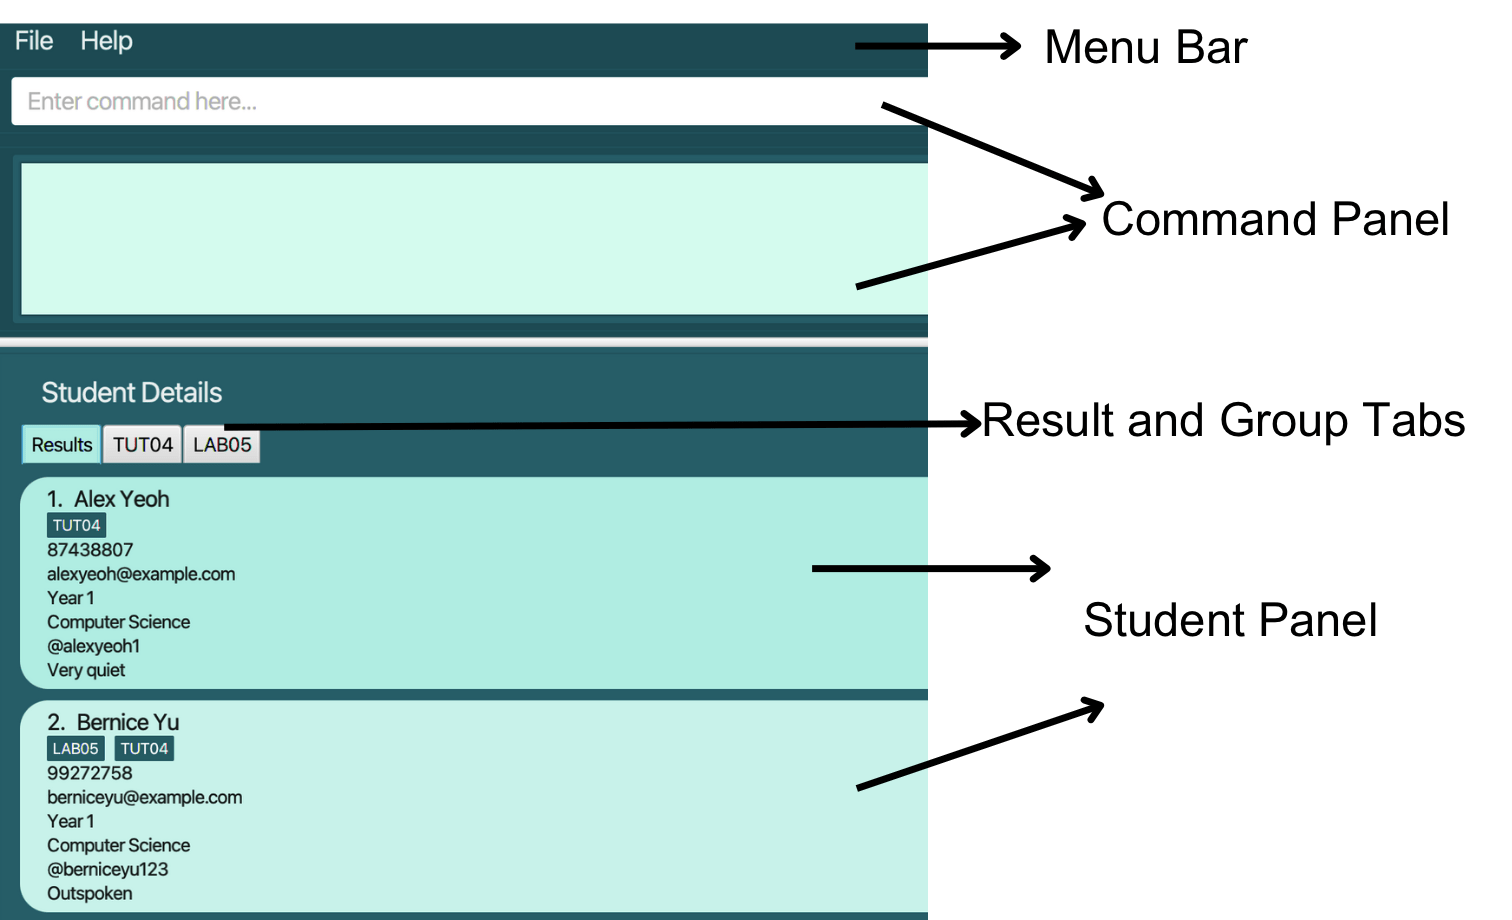 File Help
Menu Bar
Enter command here...
Command Panel
Student Details
Result and Group Tabs
Results TUT04 LAB05
1. Alex Yeoh
TUT04
87438807
alexyeoh@example.com
Year 1
Computer Science
@alexyeoh1
Very quiet
Student Panel
2. Bernice Yu
LAB05 TUT04
99272758
berniceyu@example.com
Year 1
Computer Science
@berniceyu123
Outspoken